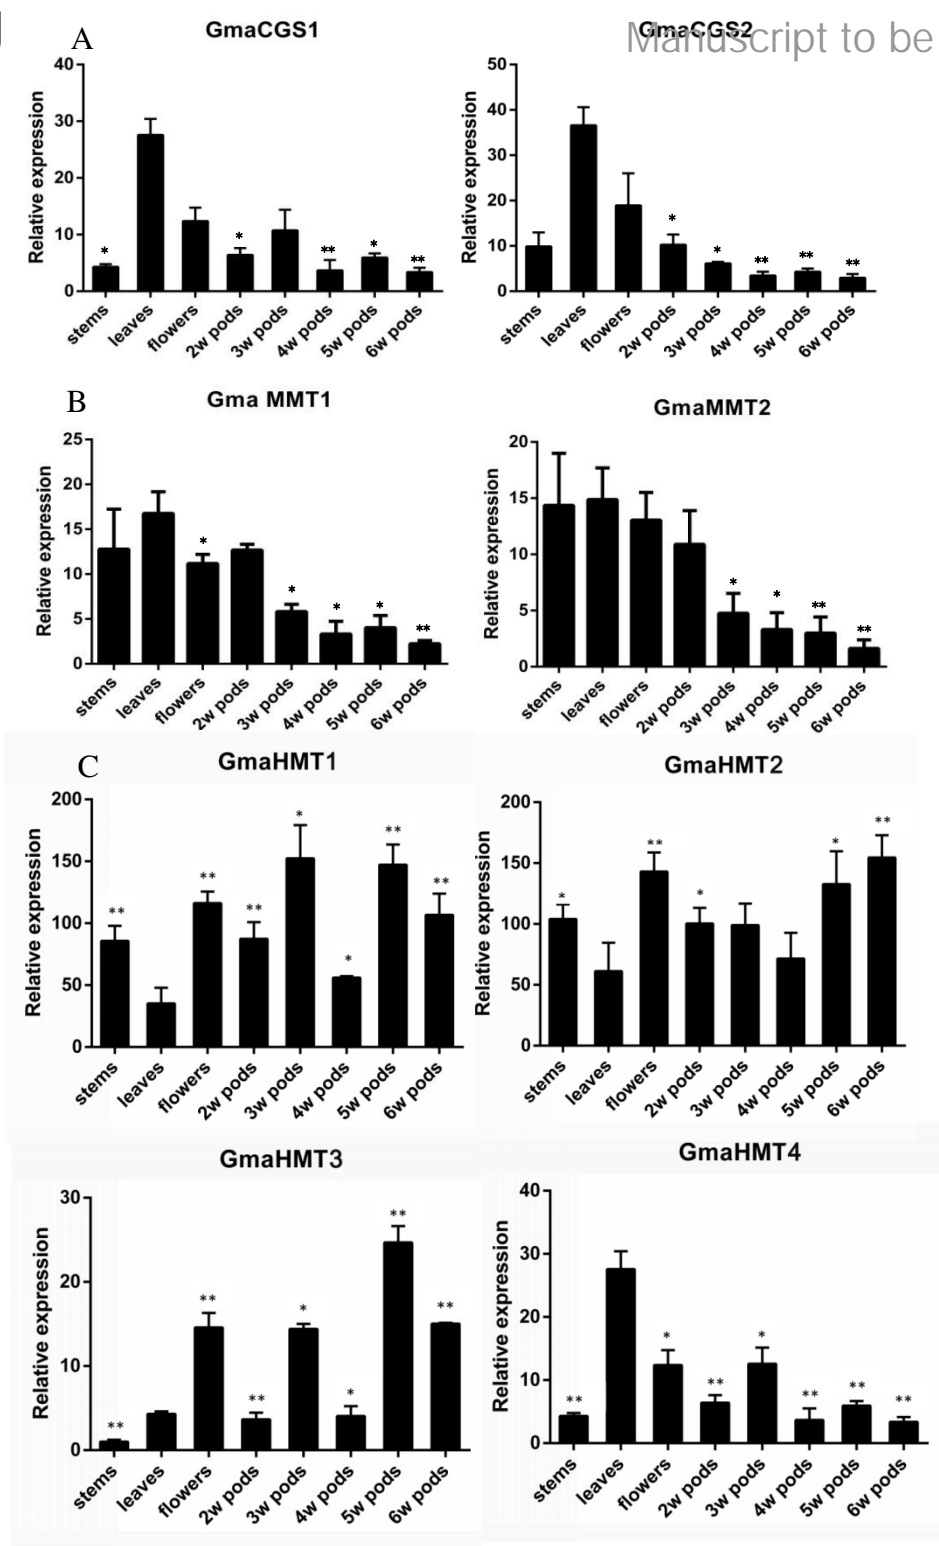 Manuscript to be
A
GmaCGS1
GmaCGS2
Relative expression
40
30
20
10
0
* * ** * **
stems
leaves
flowers
2w pods
3w pods
4w pods
5w pods
6w pods
Relative expression
50
40
30
20
10
0
* * ** ** **
stems
leaves
flowers
2w pods
3w pods
4w pods
5w pods
6w pods
B
Gma MMT1
Relative expression
25
20
15
10
5
0
* * * * **
stems
leaves
flowers
2w pods
3w pods
4w pods
5w pods
6w pods
GmaMMT2
Relative expression
20
15
10
5
0
* * ** **
stems
leaves
flowers
2w pods
3w pods
4w pods
5w pods
6w pods
C
GmaHMT1
Relative expression
200
150
100
50
0
** ** ** * * ** **
stems
leaves
flowers
2w pods
3w pods
4w pods
5w pods
6w pods
GmaHMT2
Relative expression
200
150
100
50
0
* ** * * **
stems
leaves
flowers
2w pods
3w pods
4w pods
5w pods
6w pods
GmaHMT3
Relative expression
30
20
10
0
** ** ** * * ** **
stems
leaves
flowers
2w pods
3w pods
4w pods
5w pods
6w pods
GmaHMT4
Relative expression
40
30
20
10
0
** * ** * ** ** **
stems
leaves
flowers
2w pods
3w pods
4w pods
5w pods
6w pods